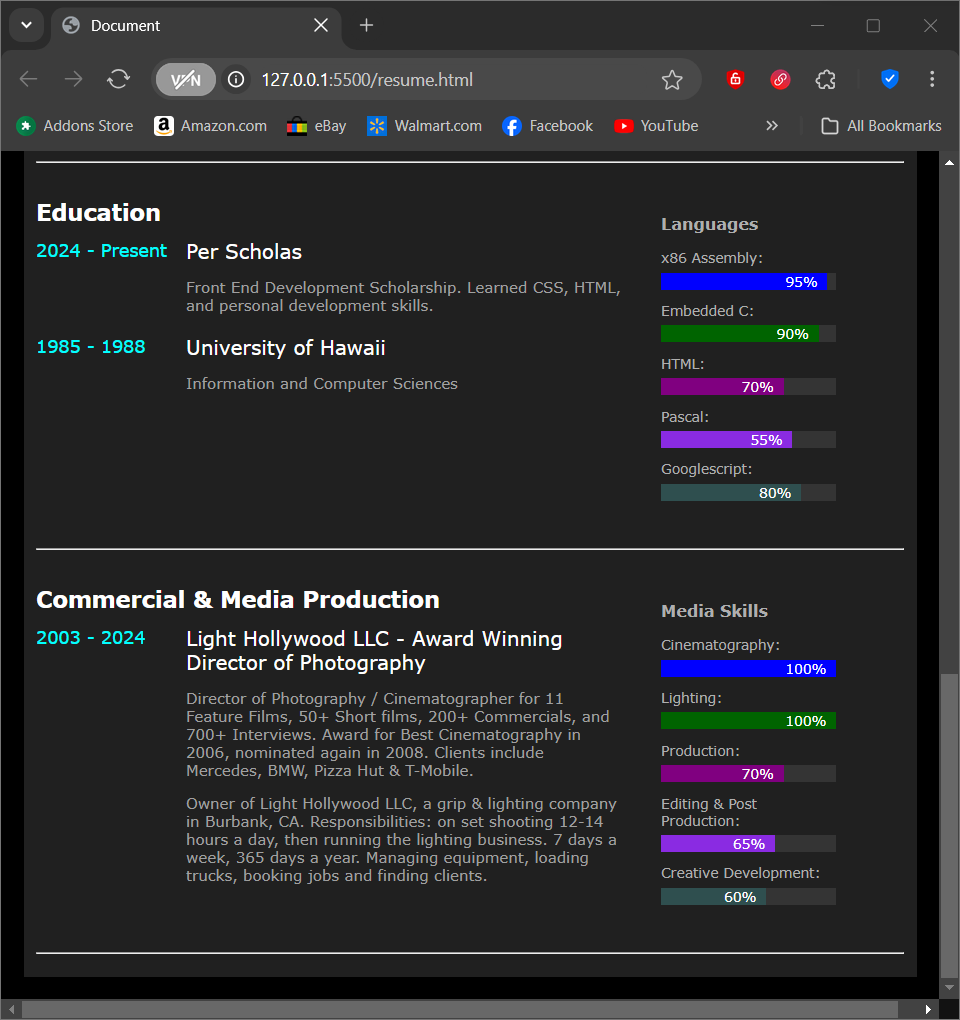 Document
VPN
127.0.0.1:5500/resume.html
Addons Store
Amazon.com
eBay
Walmart.com
Facebook
YouTube
All Bookmarks
Education
2024 - Present
Per Scholas
Front End Development Scholarship. Learned CSS, HTML,
and personal development skills.
1985 - 1988
University of Hawaii
Information and Computer Sciences
Languages
x86 Assembly:
95%
Embedded C:
90%
HTML:
70%
Pascal:
55%
Googlescript:
80%
Commercial & Media Production
2003 - 2024
Light Hollywood LLC - Award Winning
Director of Photography
Director of Photography / Cinematographer for 11
Feature Films, 50+ Short films, 200+ Commercials, and
700+ Interviews. Award for Best Cinematography in
2006, nominated again in 2008. Clients include
Mercedes, BMW, Pizza Hut & T-Mobile.
Owner of Light Hollywood LLC, a grip & lighting company
in Burbank, CA. Responsibilities: on set shooting 12-14
hours a day, then running the lighting business. 7 days a
week, 365 days a year. Managing equipment, loading
trucks, booking jobs and finding clients.
Media Skills
Cinematography:
100%
Lighting:
100%
Production:
70%
Editing & Post
Production:
65%
Creative Development:
60%